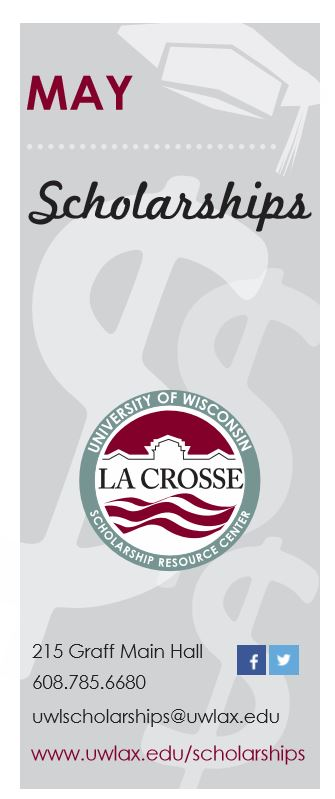 MAY
Scholarships
UNIVERSITY OF WISCONSIN
LA CROSSE
SCHOLARSHIP RESOURCE CENTER
215 Graff Main Hall
608.785.6680
uwlscholarships@uwlax.edu
www.uwlax.edu/scholarships